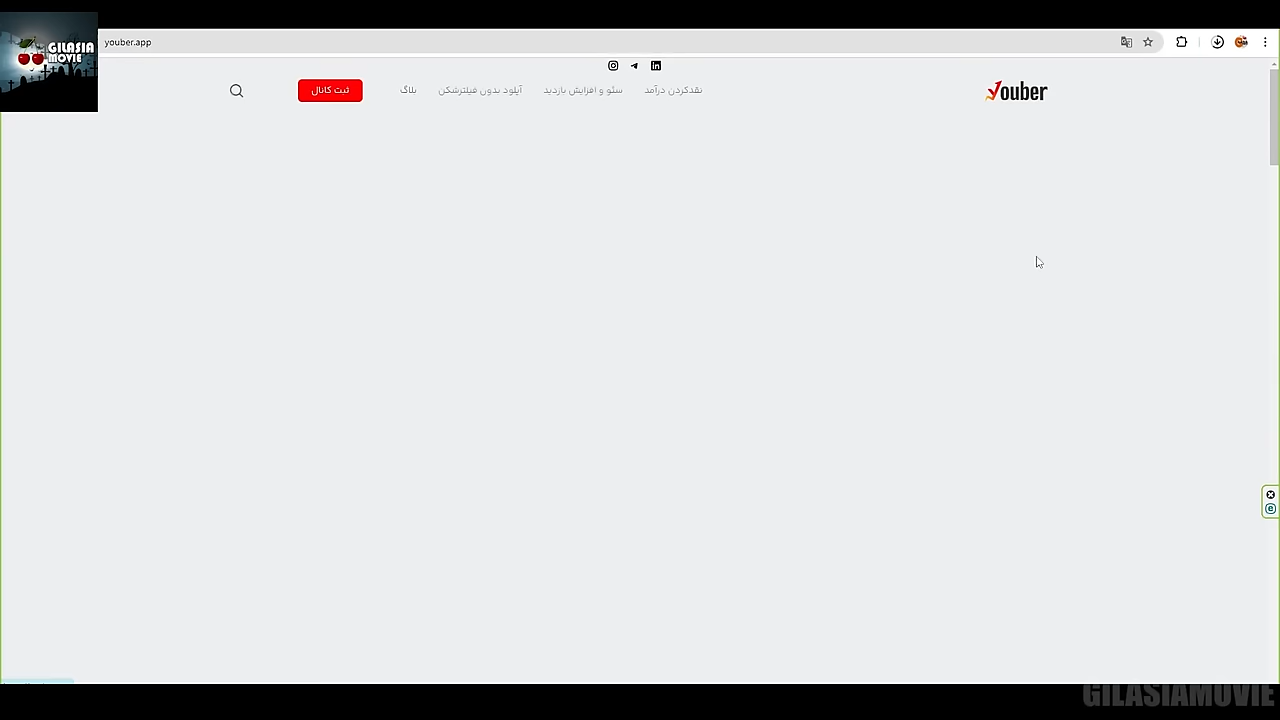 GILASIA
MOVIE
youber.app
نقدکردن درآمد
سئو و افزایش بازدید
آپلود بدون فیلترشکن
بلاگ
ثبت کانال
Youber
GILASIAMOVIE